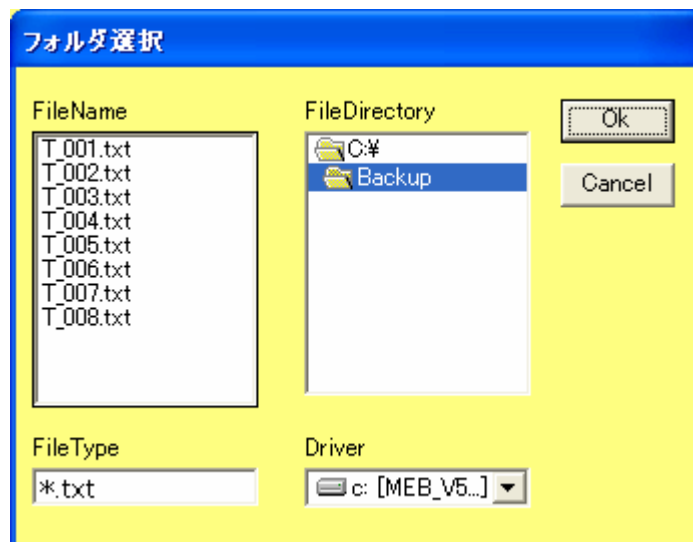 フォルダ選択
FileName
T_001.txt
T_002.txt
T_003.txt
T_004.txt
T_005.txt
T_006.txt
T_007.txt
T_008.txt
FileDirectory
C:¥
Backup
Ok
Cancel
FileType
*.txt
Driver
c: [MEB_V5...]